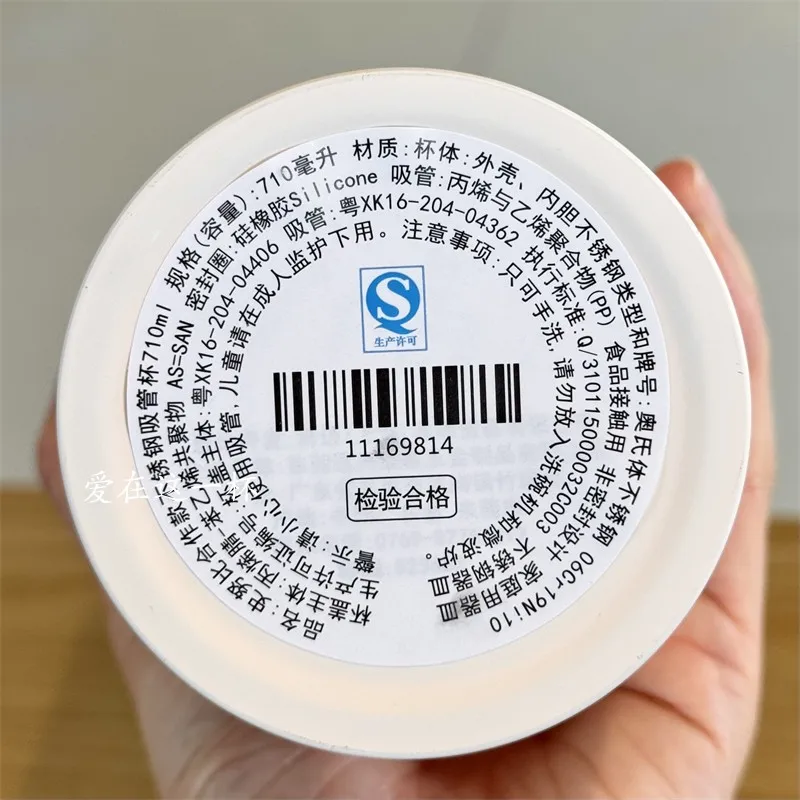 品名:史努比合作款不锈钢吸管杯710ml 规格(容量):710毫升 材质:杯体:外壳、内胆不锈钢类型和牌号:奥氏体不锈钢 06Cr19Ni10
杯盖主体:丙烯腈-苯乙烯共聚物 AS=SAN 密封圈:硅橡胶Silicone 吸管:丙烯与乙烯聚合物(PP) 食品接触用 非密封设计 家庭用器皿
生产许可证编号:杯盖主体:粤XK16-204-04406 吸管:粤XK16-204-04362 执行标准:Q/3101150000320003 不锈钢器皿
警示:请小心使用吸管 儿童请在成人监护下用。注意事项:只可手洗,请勿放入洗碗机和微波炉。
生产许可
11169814
检验合格
爱在这一杯